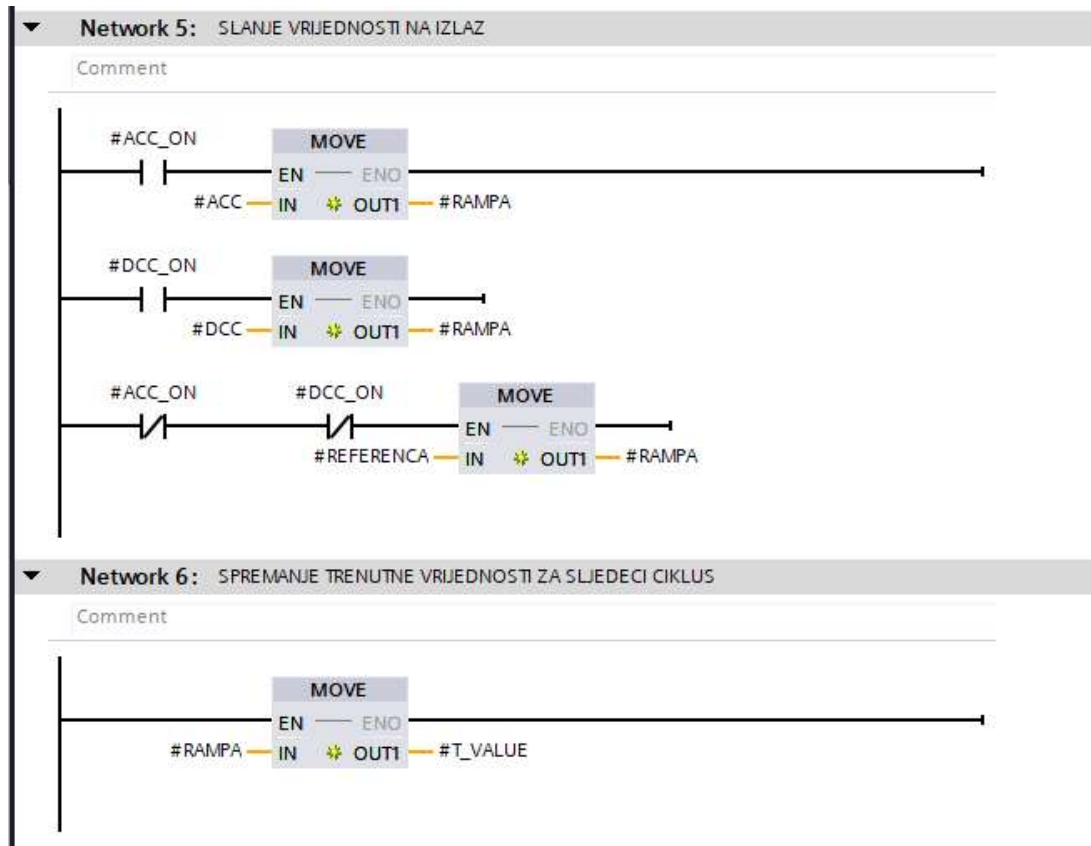 Network 5: SLANJE VRIJEDNOSTI NA IZLAZ
Comment
#ACC_ON
MOVE
EN ENO
#ACC IN OUT1 #RAMPA
#DCC_ON
MOVE
EN ENO
#DCC IN OUT1 #RAMPA
#ACC_ON #DCC_ON MOVE
EN ENO
#REFERENCA IN OUT1 #RAMPA
Network 6: SPREMANJE TRENUTNE VRIJEDNOSTI ZA SLJEDECI CIKLUS
Comment
MOVE
EN ENO
#RAMPA IN OUT1 #T_VALUE